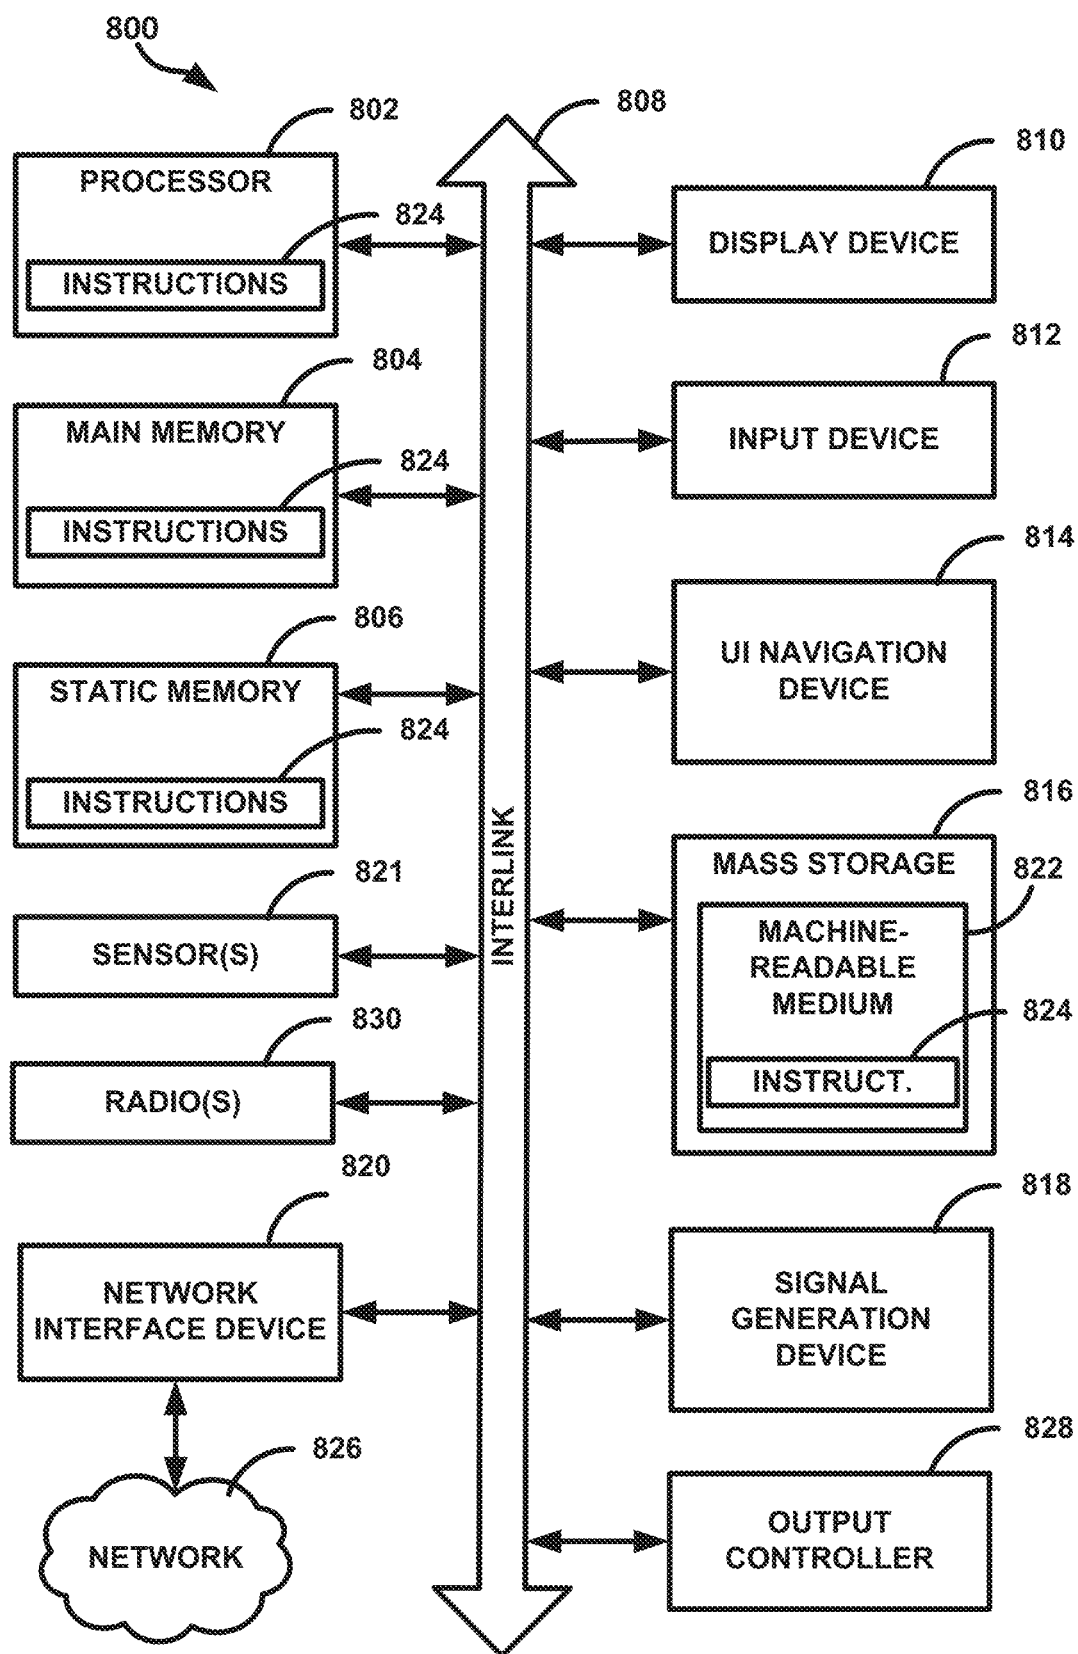 800
802
PROCESSOR
824
INSTRUCTIONS
804
MAIN MEMORY
824
INSTRUCTIONS
806
STATIC MEMORY
824
INSTRUCTIONS
821
SENSOR(S)
830
RADIO(S)
820
NETWORK
INTERFACE DEVICE
826
NETWORK
808
INTERLINK
810
DISPLAY DEVICE
812
INPUT DEVICE
814
UI NAVIGATION
DEVICE
816
MASS STORAGE
822
MACHINE-
READABLE
MEDIUM
824
INSTRUCT.
818
SIGNAL
GENERATION
DEVICE
828
OUTPUT
CONTROLLER